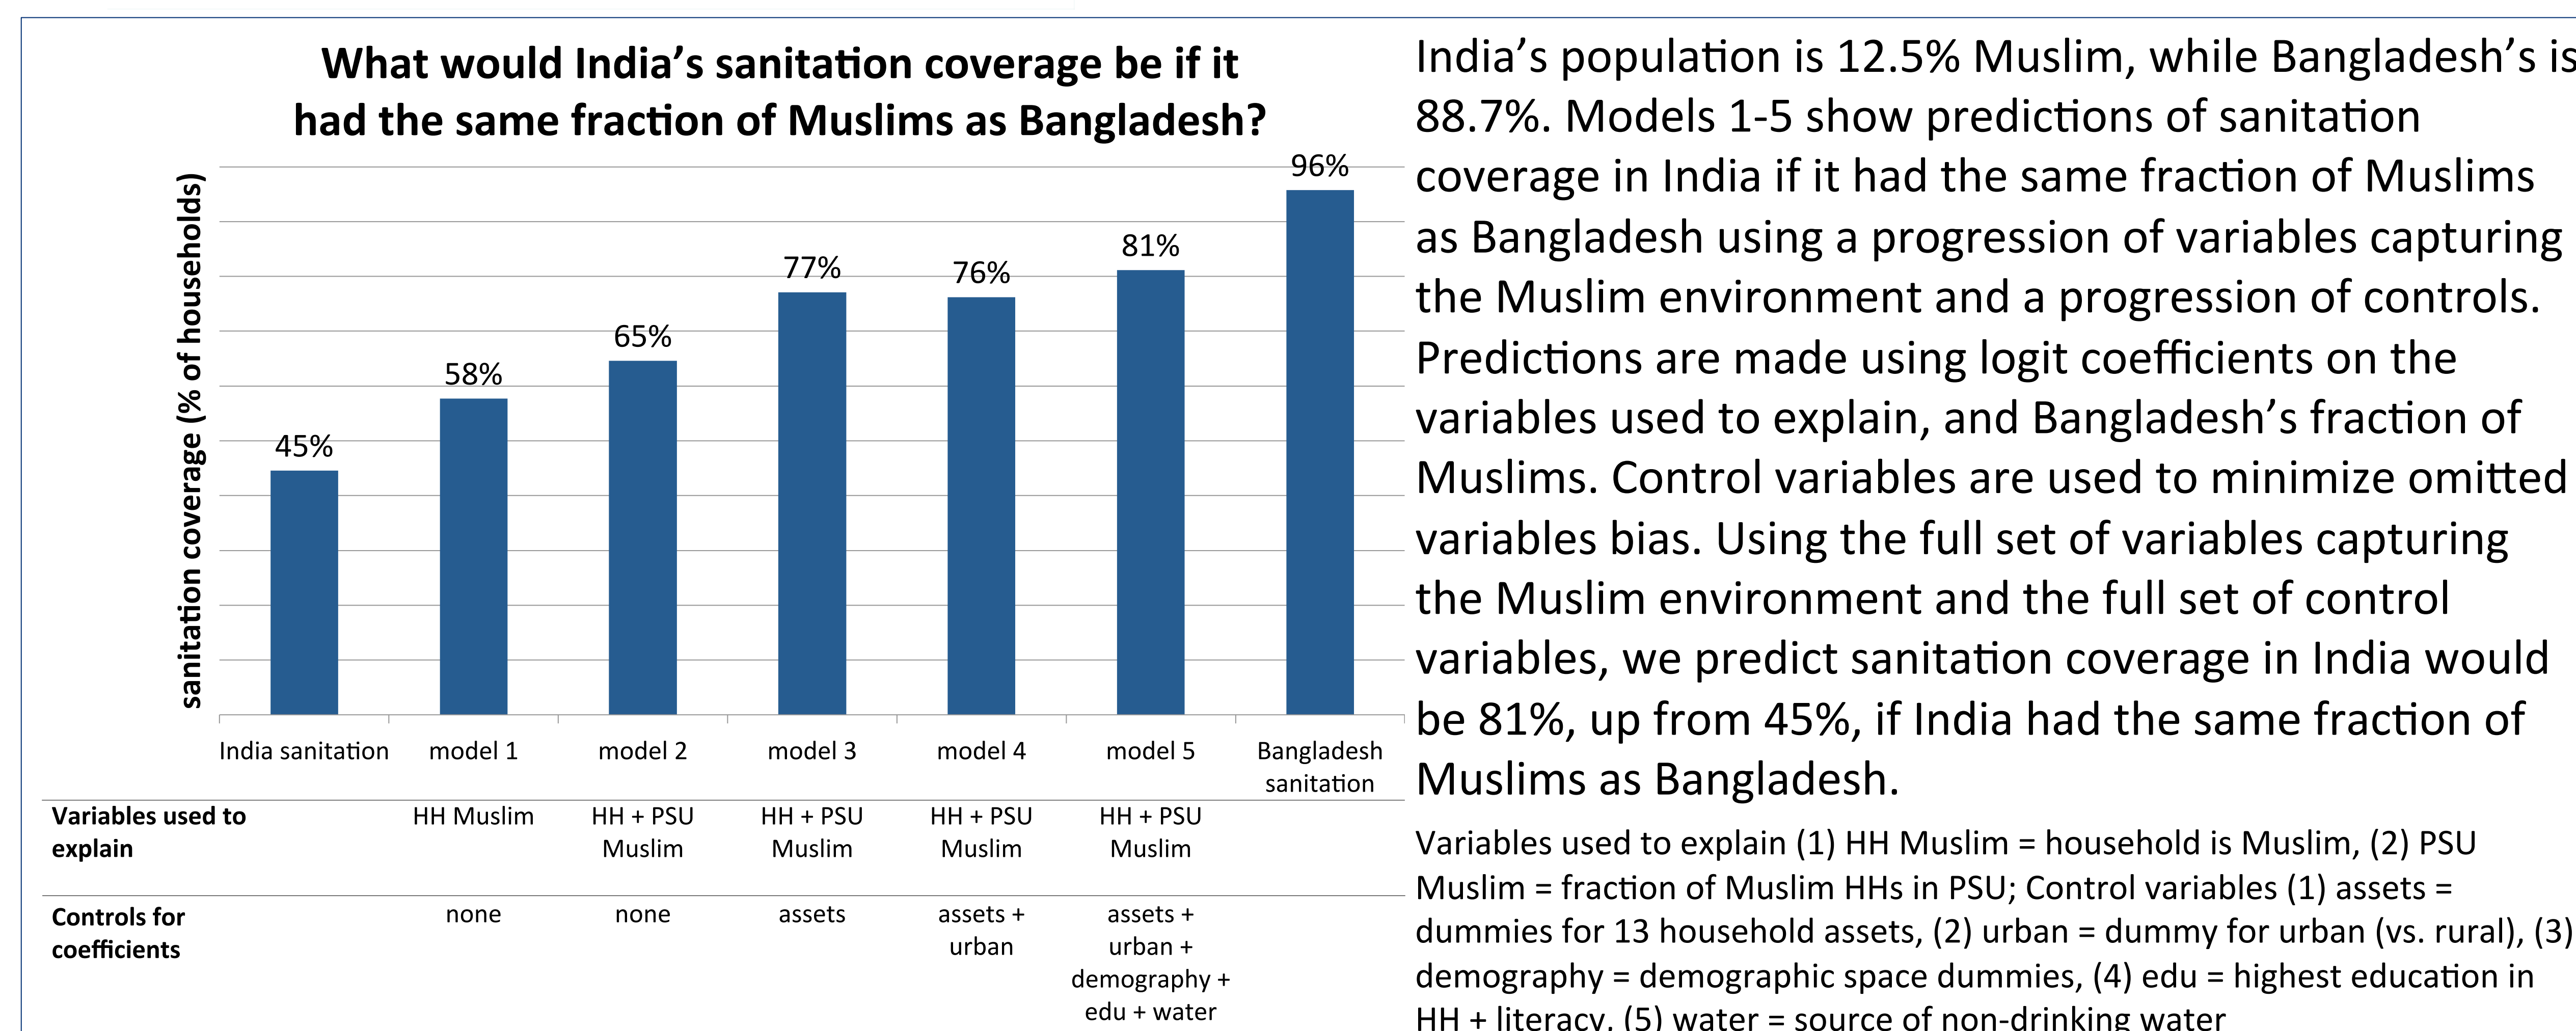 What would India’s sanitation coverage be if it
had the same fraction of Muslims as Bangladesh?
sanitation coverage (% of households)
45%
58%
65%
77%
76%
81%
96%
India sanitation
model 1
model 2
model 3
model 4
model 5
Bangladesh
sanitation
Variables used to
explain
HH Muslim
HH + PSU
Muslim
HH + PSU
Muslim
HH + PSU
Muslim
HH + PSU
Muslim
Controls for
coefficients
none
none
assets
assets +
urban
assets +
urban +
demography +
edu + water
India’s population is 12.5% Muslim, while Bangladesh’s is
88.7%. Models 1-5 show predictions of sanitation
coverage in India if it had the same fraction of Muslims
as Bangladesh using a progression of variables capturing
the Muslim environment and a progression of controls.
Predictions are made using logit coefficients on the
variables used to explain, and Bangladesh’s fraction of
Muslims. Control variables are used to minimize omitted
variables bias. Using the full set of variables capturing
the Muslim environment and the full set of control
variables, we predict sanitation coverage in India would
be 81%, up from 45%, if India had the same fraction of
Muslims as Bangladesh.
Variables used to explain (1) HH Muslim = household is Muslim, (2) PSU
Muslim = fraction of Muslim HHs in PSU; Control variables (1) assets =
dummies for 13 household assets, (2) urban = dummy for urban (vs. rural), (3)
demography = demographic space dummies, (4) edu = highest education in
HH + literacy, (5) water = source of non-drinking water